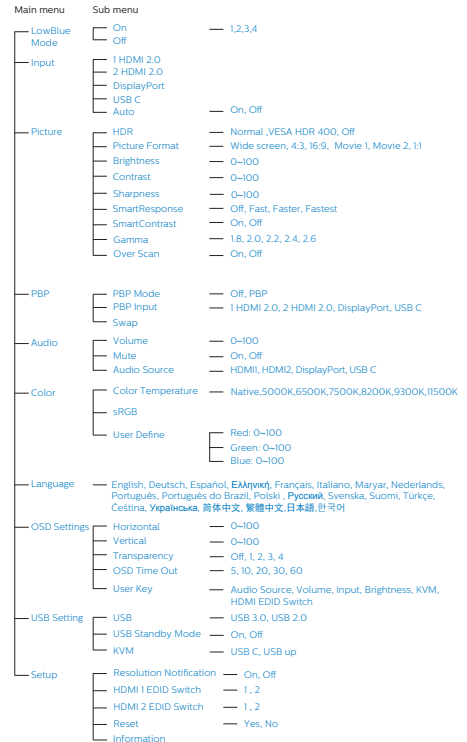 Main menu Sub menu
LowBlue Mode On 1,2,3,4
Off
Input 1 HDMI 2.0
2 HDMI 2.0
DisplayPort
USB C
Auto On, Off
Picture HDR Normal ,VESA HDR 400, Off
Picture Format Wide screen, 4:3, 16:9, Movie 1, Movie 2, 1:1
Brightness 0~100
Contrast 0~100
Sharpness 0~100
SmartResponse Off, Fast, Faster, Fastest
SmartContrast On, Off
Gamma 1.8, 2.0, 2.2, 2.4, 2.6
Over Scan On, Off
PBP PBP Mode Off, PBP
PBP Input 1 HDMI 2.0, 2 HDMI 2.0, DisplayPort, USB C
Swap
Audio Volume 0~100
Mute On, Off
Audio Source HDMI1, HDMI2, DisplayPort, USB C
Color Color Temperature Native,5000K,6500K,7500K,8200K,9300K,11500K
sRGB
User Define Red: 0~100
Green: 0~100
Blue: 0~100
Language English, Deutsch, Español, Ελληνική, Français, Italiano, Maryar, Nederlands,
Português, Português do Brazil, Polski , Русский, Svenska, Suomi, Türkçe,
Čeština, Українська, 简体中文, 繁體中文,日本語,한국어
OSD Settings Horizontal 0~100
Vertical 0~100
Transparency Off, 1, 2, 3, 4
OSD Time Out 5, 10, 20, 30, 60
User Key Audio Source, Volume, Input, Brightness, KVM,
HDMI EDID Switch
USB Setting USB USB 3.0, USB 2.0
USB Standby Mode On, Off
KVM USB C, USB up
Setup Resolution Notification On, Off
HDMI 1 EDID Switch 1 , 2
HDMI 2 EDID Switch 1 , 2
Reset Yes, No
Information